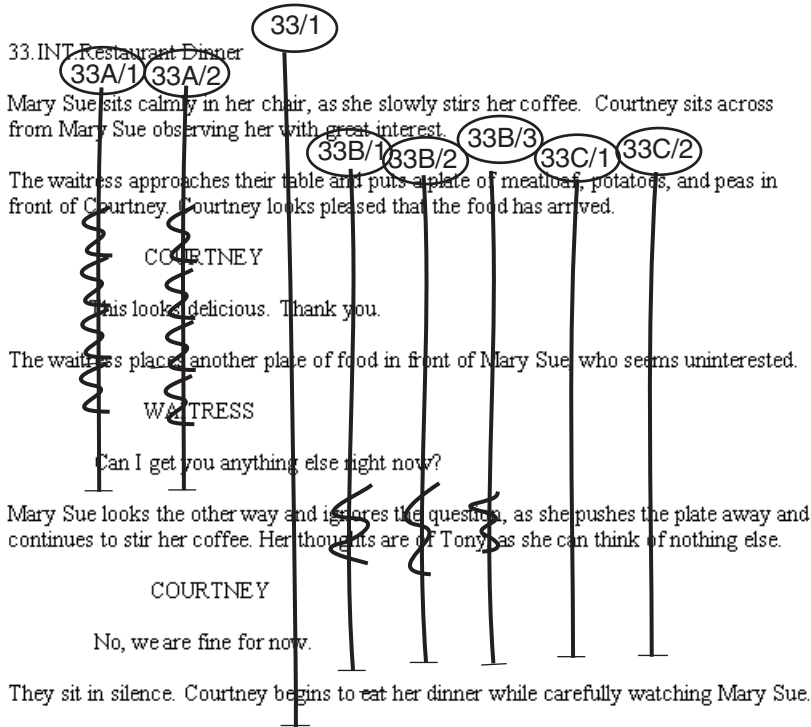 33/1
33.INT.Restaurant Dinner
33A/1 33A/2
Mary Sue sits calmly in her chair, as she slowly stirs her coffee. Courtney sits across
from Mary Sue observing her with great interest.
33B/1 33B/2 33B/3 33C/1 33C/2
The waitress approaches their table and puts a plate of meatloaf, potatoes, and peas in
front of Courtney. Courtney looks pleased that the food has arrived.
COURTNEY
This looks delicious. Thank you.
The waitress places another plate of food in front of Mary Sue, who seems uninterested.
WAITRESS
Can I get you anything else right now?
Mary Sue looks the other way and ignores the question, as she pushes the plate away and
continues to stir her coffee. Her thoughts are of Tony, as she can think of nothing else.
COURTNEY
No, we are fine for now.
They sit in silence. Courtney begins to eat her dinner while carefully watching Mary Sue.